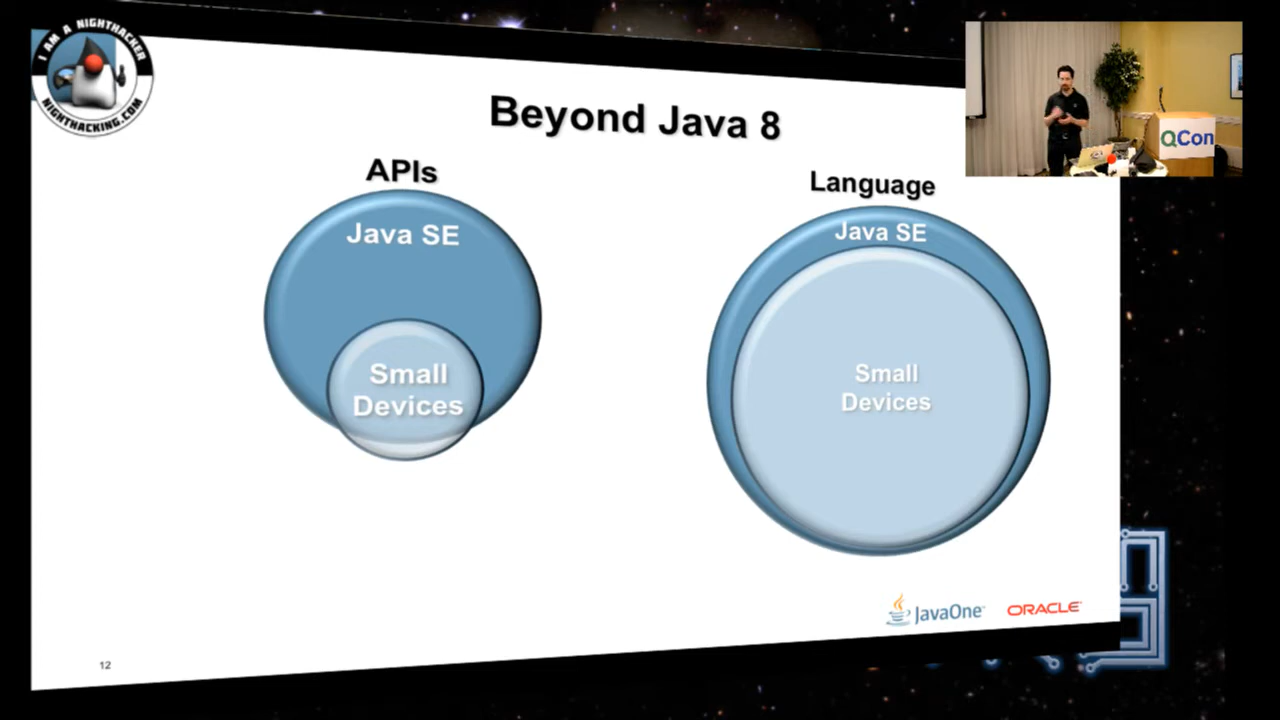 I AM A NIGHTHACKER
NIGHTHACKING.COM
Beyond Java 8
APIs
Java SE
Small
Devices
Language
Java SE
Small
Devices
QCon
JavaOne
ORACLE
12